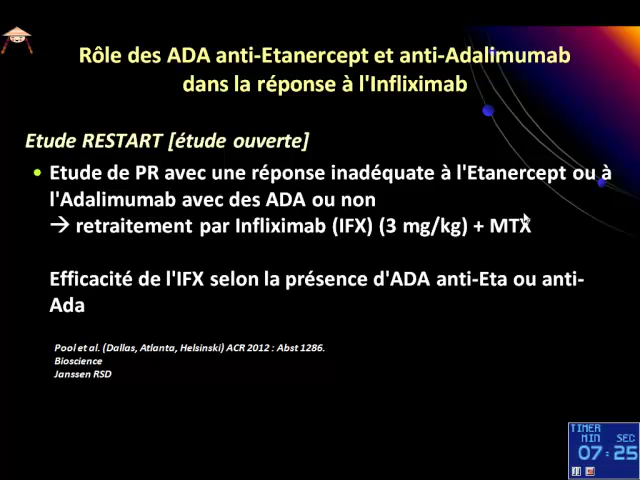 Rôle des ADA anti-Etanercept et anti-Adalimumab
dans la réponse à l'Infliximab
Etude RESTART [étude ouverte]
• Etude de PR avec une réponse inadéquate à l'Etanercept ou à
l'Adalimumab avec des ADA ou non
→ retraitement par Infliximab (IFX) (3 mg/kg) + MTX
Efficacité de l'IFX selon la présence d'ADA anti-Eta ou anti-
Ada
Pool et al. (Dallas, Atlanta, Helsinki) ACR 2012 : Abst 1286.
Bioscience
Janssen RSD
TIMER
MIN SEC
07:25